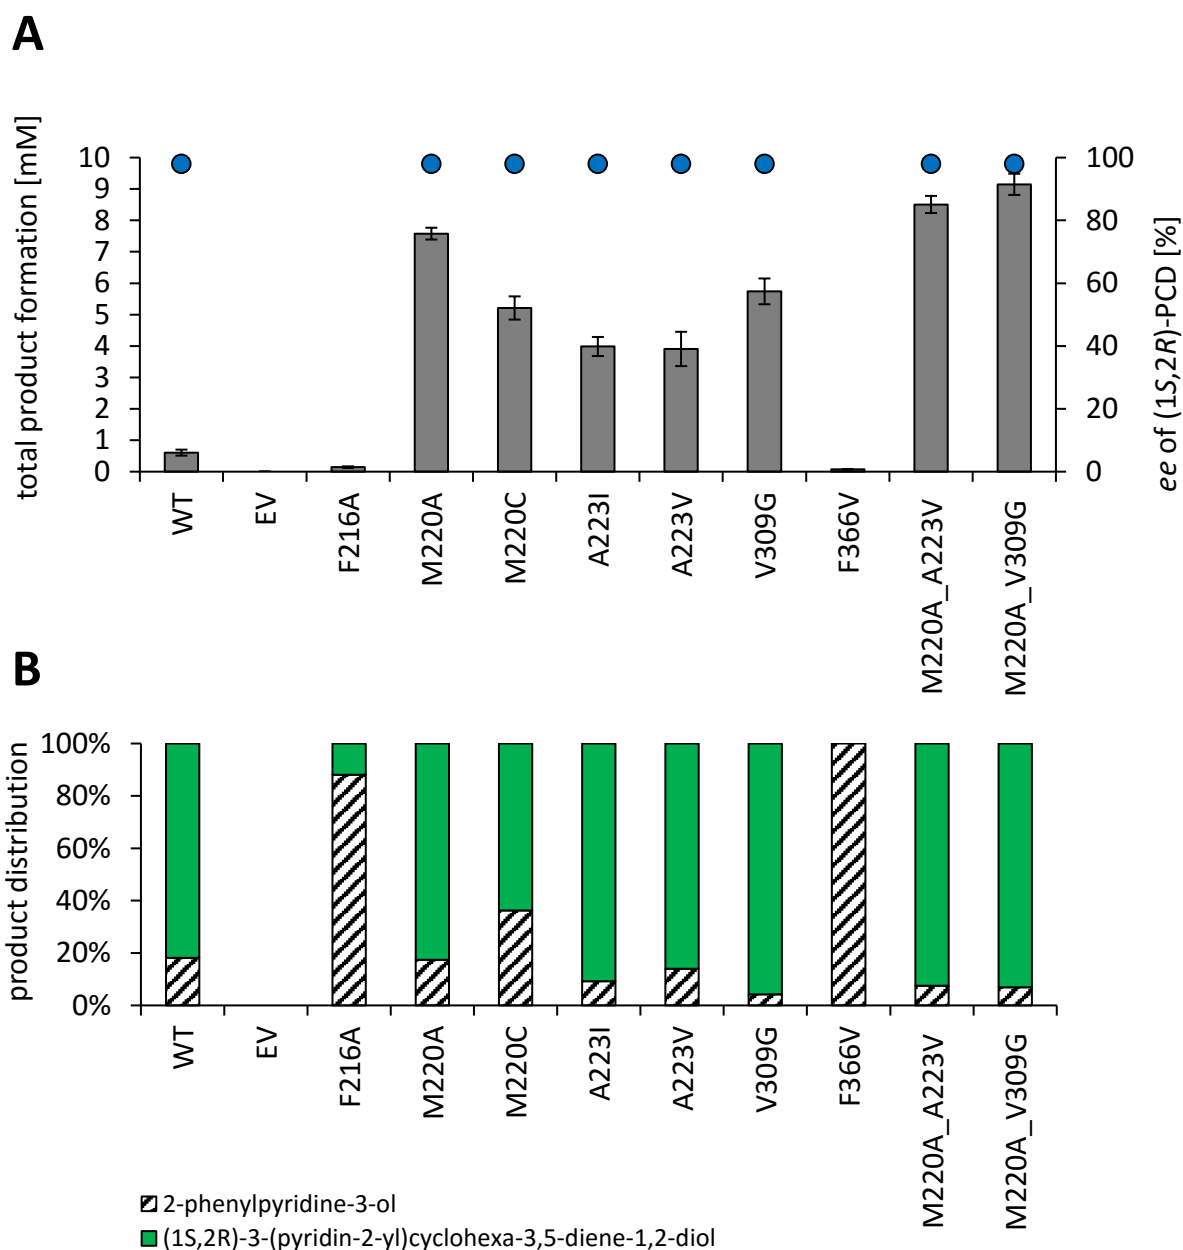 A
total product formation [mM]
10
9
8
7
6
5
4
3
2
1
0
100
80
60
40
20
0
ee of (1S,2R)-PCD [%]
WT
EV
F216A
M220A
M220C
A223I
A223V
V309G
F366V
M220A_A223V
M220A_V309G
B
product distribution
100%
80%
60%
40%
20%
0%
WT
EV
F216A
M220A
M220C
A223I
A223V
V309G
F366V
M220A_A223V
M220A_V309G
2-phenylpyridine-3-ol
(1S,2R)-3-(pyridin-2-yl)cyclohexa-3,5-diene-1,2-diol